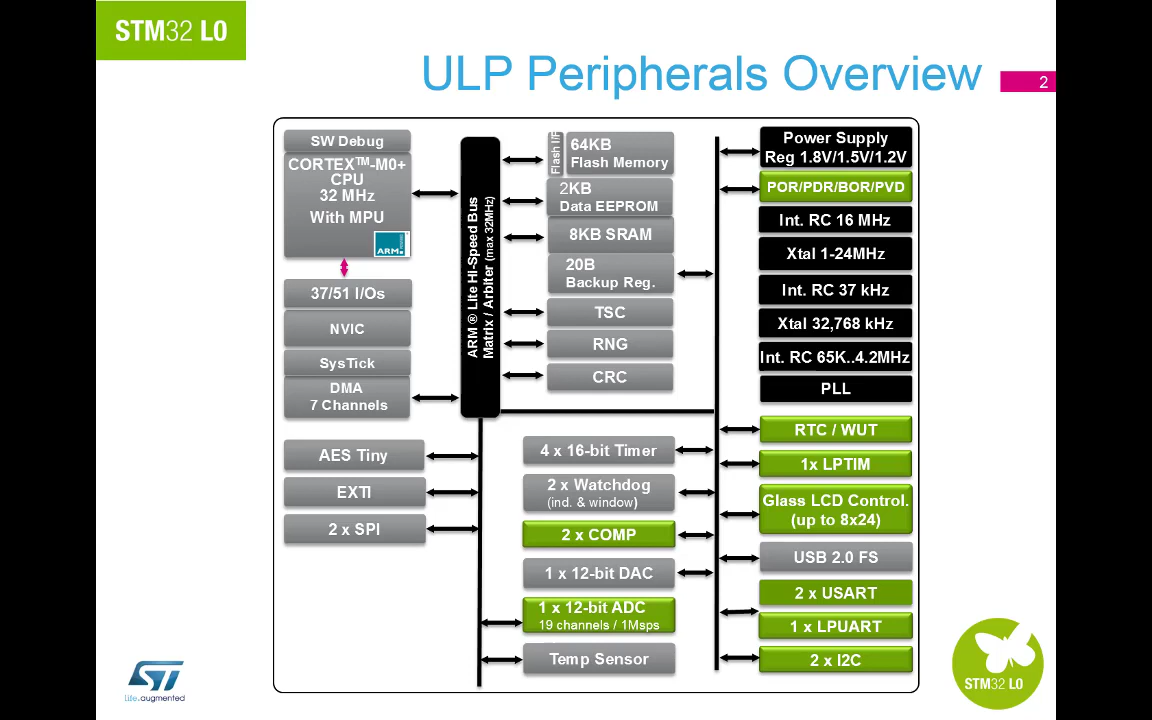 STM32 L0
ULP Peripherals Overview
2
SW Debug
CORTEX™-M0+
CPU
32 MHz
With MPU
ARM
37/51 I/Os
NVIC
SysTick
DMA
7 Channels
AES Tiny
EXTI
2 x SPI
ARM ® Lite Hi-Speed Bus
Matrix / Arbiter (max 32MHz)
Flash I/F
64KB
Flash Memory
2KB
Data EEPROM
8KB SRAM
20B
Backup Reg.
TSC
RNG
CRC
4 x 16-bit Timer
2 x Watchdog
(ind. & window)
2 x COMP
1 x 12-bit DAC
1 x 12-bit ADC
19 channels / 1Msps
Temp Sensor
Power Supply
Reg 1.8V/1.5V/1.2V
POR/PDR/BOR/PVD
Int. RC 16 MHz
Xtal 1-24MHz
Int. RC 37 kHz
Xtal 32,768 kHz
Int. RC 65K..4.2MHz
PLL
RTC / WUT
1x LPTIM
Glass LCD Control.
(up to 8x24)
USB 2.0 FS
2 x USART
1 x LPUART
2 x I2C
ST
life.augmented
STM32 L0